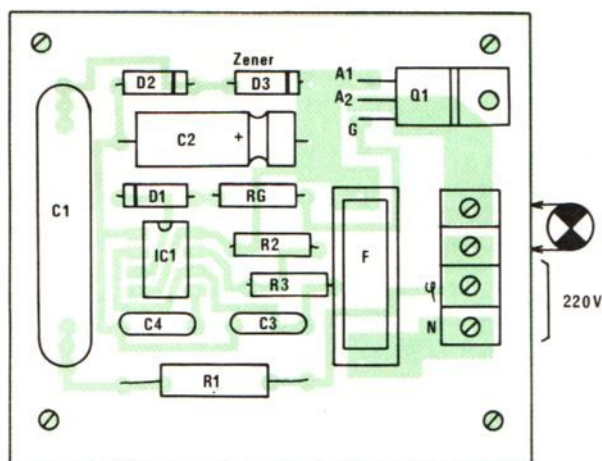 Zener
D2
D3
A1
A2
G
Q1
C2
+
C1
D1
RG
IC1
R2
R3
F
C4
C3
R1
φ
N
220V